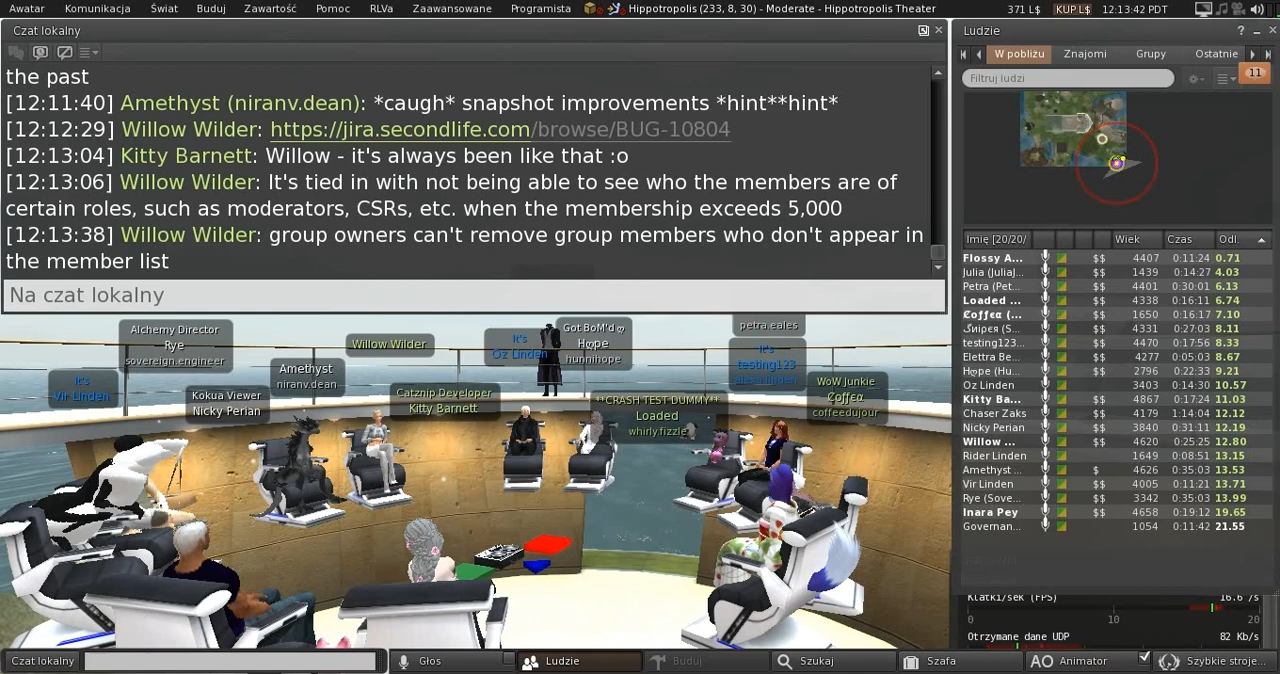 Awatar Komunikacja Świat Buduj Zawartość Pomoc RLVa Zaawansowane Programista Hippotropolis (233, 8, 30) - Moderate - Hippotropolis Theater 371 L$ KUP L$ 12:13:42 PDT
Czat lokalny
the past
[12:11:40] Amethyst (niranv.dean): *caugh* snapshot improvements *hint**hint*
[12:12:29] Willow Wilder: https://jira.secondlife.com/browse/BUG-10804
[12:13:04] Kitty Barnett: Willow - it's always been like that :o
[12:13:06] Willow Wilder: It's tied in with not being able to see who the members are of
certain roles, such as moderators, CSRs, etc. when the membership exceeds 5,000
[12:13:38] Willow Wilder: group owners can't remove group members who don't appear in
the member list
Na czat lokalny
Alchemy Director
Rye
sovereign.engineer
Willow Wilder
It's
Oz Linden
Got BoM'd ღ
Hღpe
hunnihope
petra.eales
It's
Vir Linden
Amethyst
niranv.dean
It's
testing123
Kokua Viewer
Nicky Perian
Catznip Developer
Kitty Barnett
**CRASH TEST DUMMY**
Loaded
whirly.fizzle
WoW Junkie
coffeedujour
Ludzie
W pobliżu Znajomi Grupy Ostatnie
Filtruj ludzi
11
Imię [20/20/ Wiek Czas Odl.
Flossy A... $$ 4407 0:11:24 0.71
Julia (JuliaJ... $$ 1439 0:14:27 4.03
Petra (Pet... $$ 4401 0:30:01 6.13
Loaded ... $$ 4338 0:16:11 6.74
$$ 1650 0:16:17 7.10
$$ 4331 0:27:03 8.11
testing123... $$ 4470 0:17:56 8.33
Elettra Be... $$ 4277 0:05:03 8.67
Hღpe (Hu... $$ 2796 0:22:33 9.21
Oz Linden 3403 0:14:30 10.57
Kitty Ba... $$ 4867 0:17:24 11.03
Chaser Zaks $$ 4179 1:14:04 12.12
Nicky Perian $$ 3840 0:31:11 12.19
Willow ... $$ 4620 0:25:25 12.80
Rider Linden 1649 0:08:51 13.15
Amethyst ... $ 4626 0:35:03 13.53
Vir Linden $$ 4005 0:11:21 13.71
Rye (Sove... $$ 3342 0:35:03 13.99
Inara Pey $$ 4658 0:19:12 19.65
Governan... 1054 0:11:42 21.55
Klatki/sek (FPS) 16.6 /s
0 10 20
Otrzymane dane UDP 82 Kb/s
Czat lokalny Głos Ludzie Buduj Szukaj Szafa AO Animator Szybkie stroje...